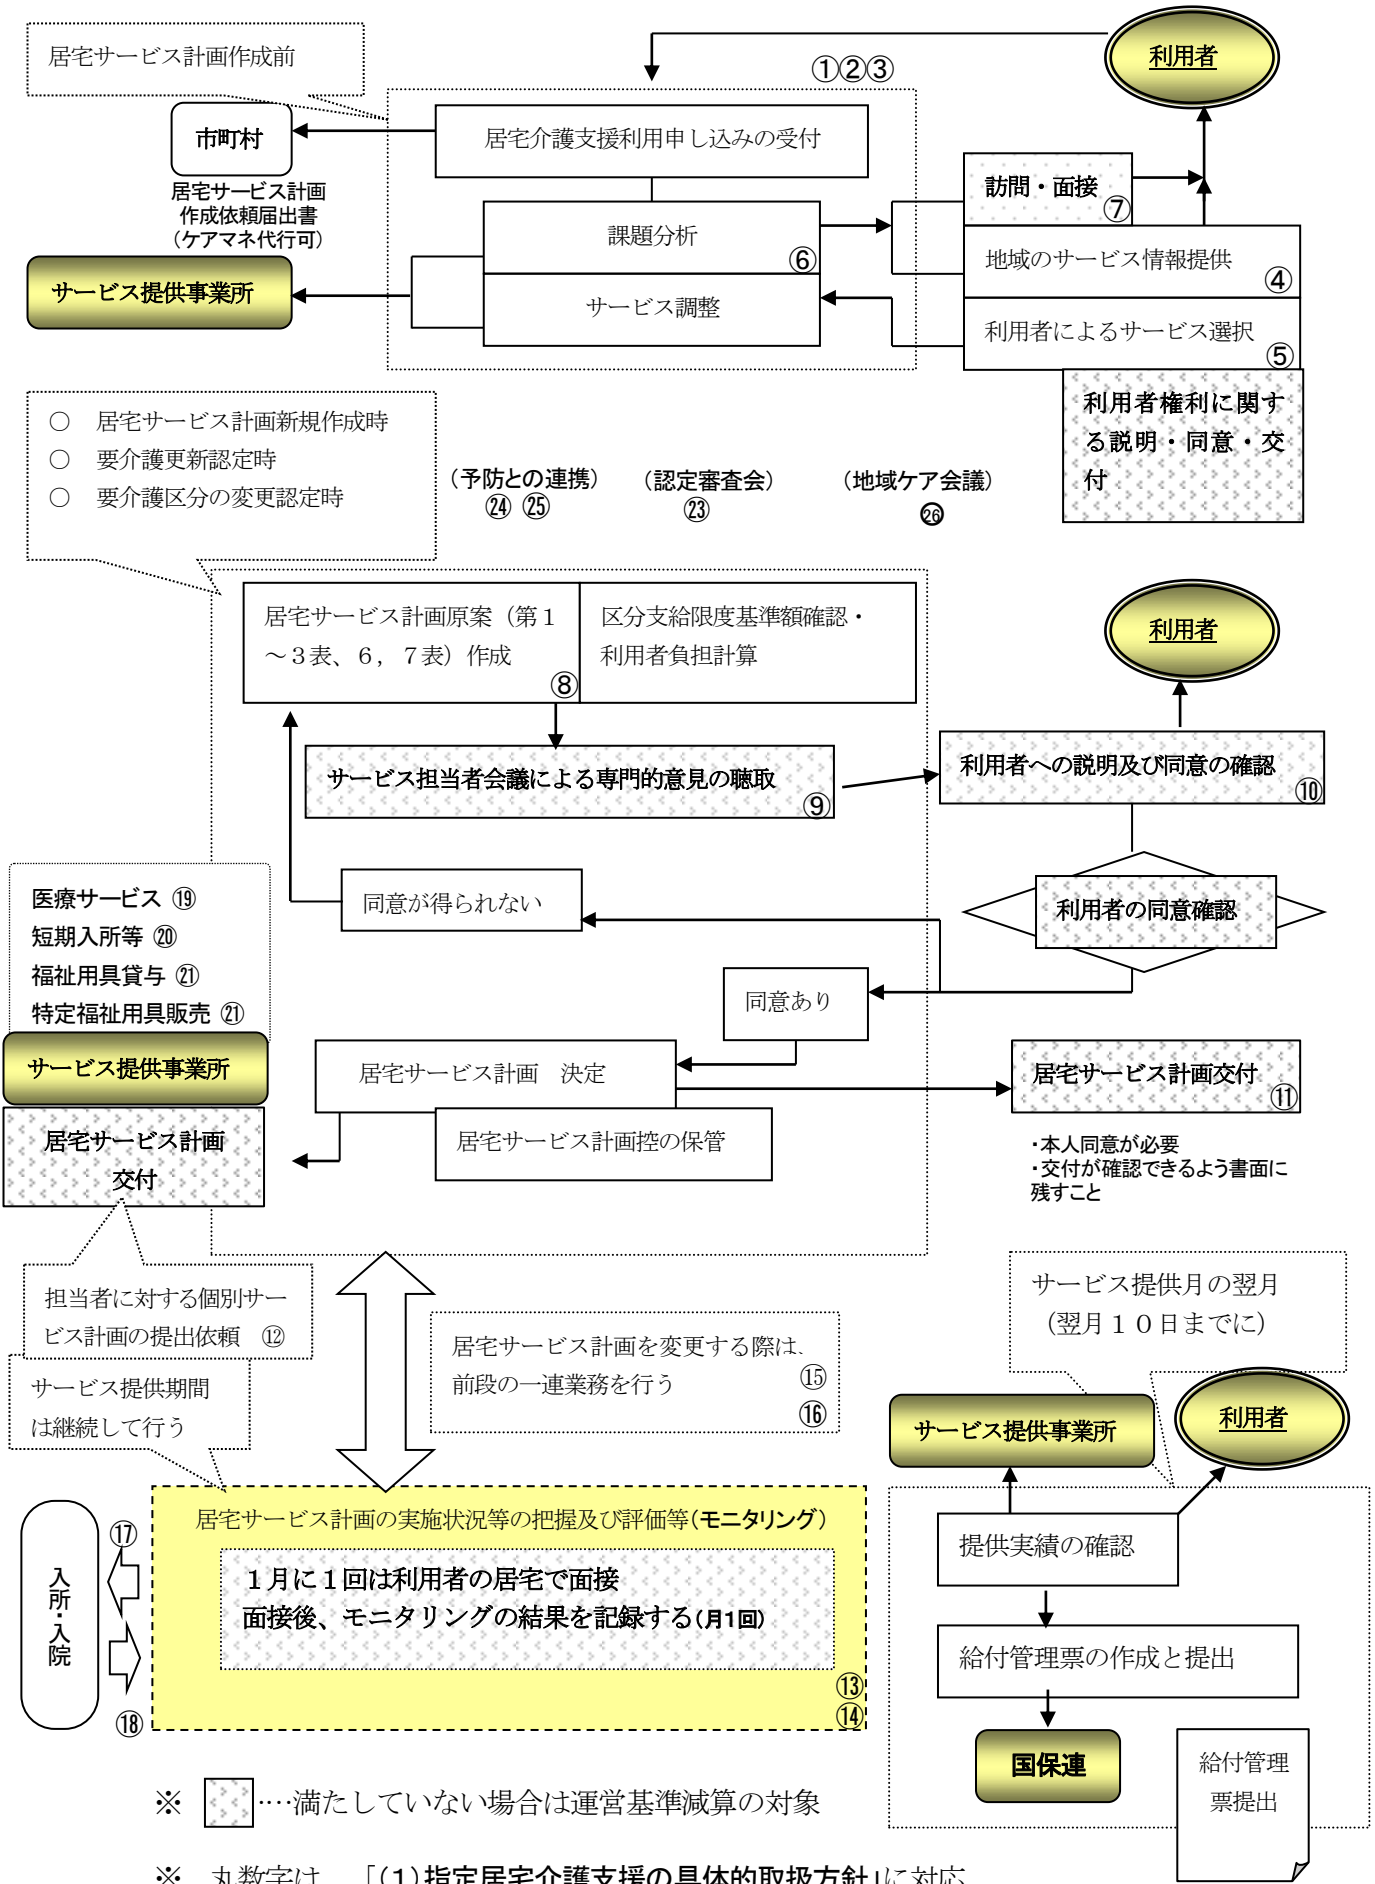 居宅サービス計画作成前
利用者
①②③
市町村
居宅サービス計画
作成依頼届出書
(ケアマネ代行可)
居宅介護支援利用申し込みの受付
訪問・面接
⑦
課題分析
⑥
地域のサービス情報提供
④
サービス提供事業所
サービス調整
利用者によるサービス選択
⑤
利用者権利に関す
る説明・同意・交
付
○ 居宅サービス計画新規作成時
○ 要介護更新認定時
○ 要介護区分の変更認定時
(予防との連携)
㉔ ㉕
(認定審査会)
㉓
(地域ケア会議)
㉖
居宅サービス計画原案（第１
～３表、６，７表）作成
⑧
区分支給限度基準額確認・
利用者負担計算
利用者
サービス担当者会議による専門的意見の聴取
⑨
利用者への説明及び同意の確認
⑩
医療サービス ⑲
短期入所等 ⑳
福祉用具貸与 ㉑
特定福祉用具販売 ㉑
同意が得られない
利用者の同意確認
同意あり
サービス提供事業所
居宅サービス計画　決定
居宅サービス計画交付
⑪
居宅サービス計画
交付
居宅サービス計画控の保管
・本人同意が必要
・交付が確認できるよう書面に
残すこと
担当者に対する個別サー
ビス計画の提出依頼　⑫
居宅サービス計画を変更する際は、
前段の一連業務を行う
⑮
⑯
サービス提供月の翌月
（翌月１０日までに）
サービス提供期間
は継続して行う
サービス提供事業所
利用者
入所・入院
⑰
⑱
居宅サービス計画の実施状況等の把握及び評価等(モニタリング)
１月に１回は利用者の居宅で面接
面接後、モニタリングの結果を記録する(月1回)
⑬
⑭
提供実績の確認
給付管理票の作成と提出
国保連
給付管理
票提出
※ ….満たしていない場合は運営基準減算の対象
※ 丸数字は、「(1)指定居宅介護支援の具体的取扱方針」に対応